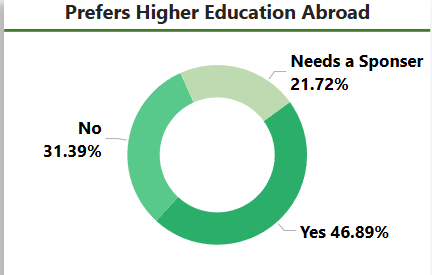 Prefers Higher Education Abroad
Needs a Sponser
21.72%
No
31.39%
Yes 46.89%